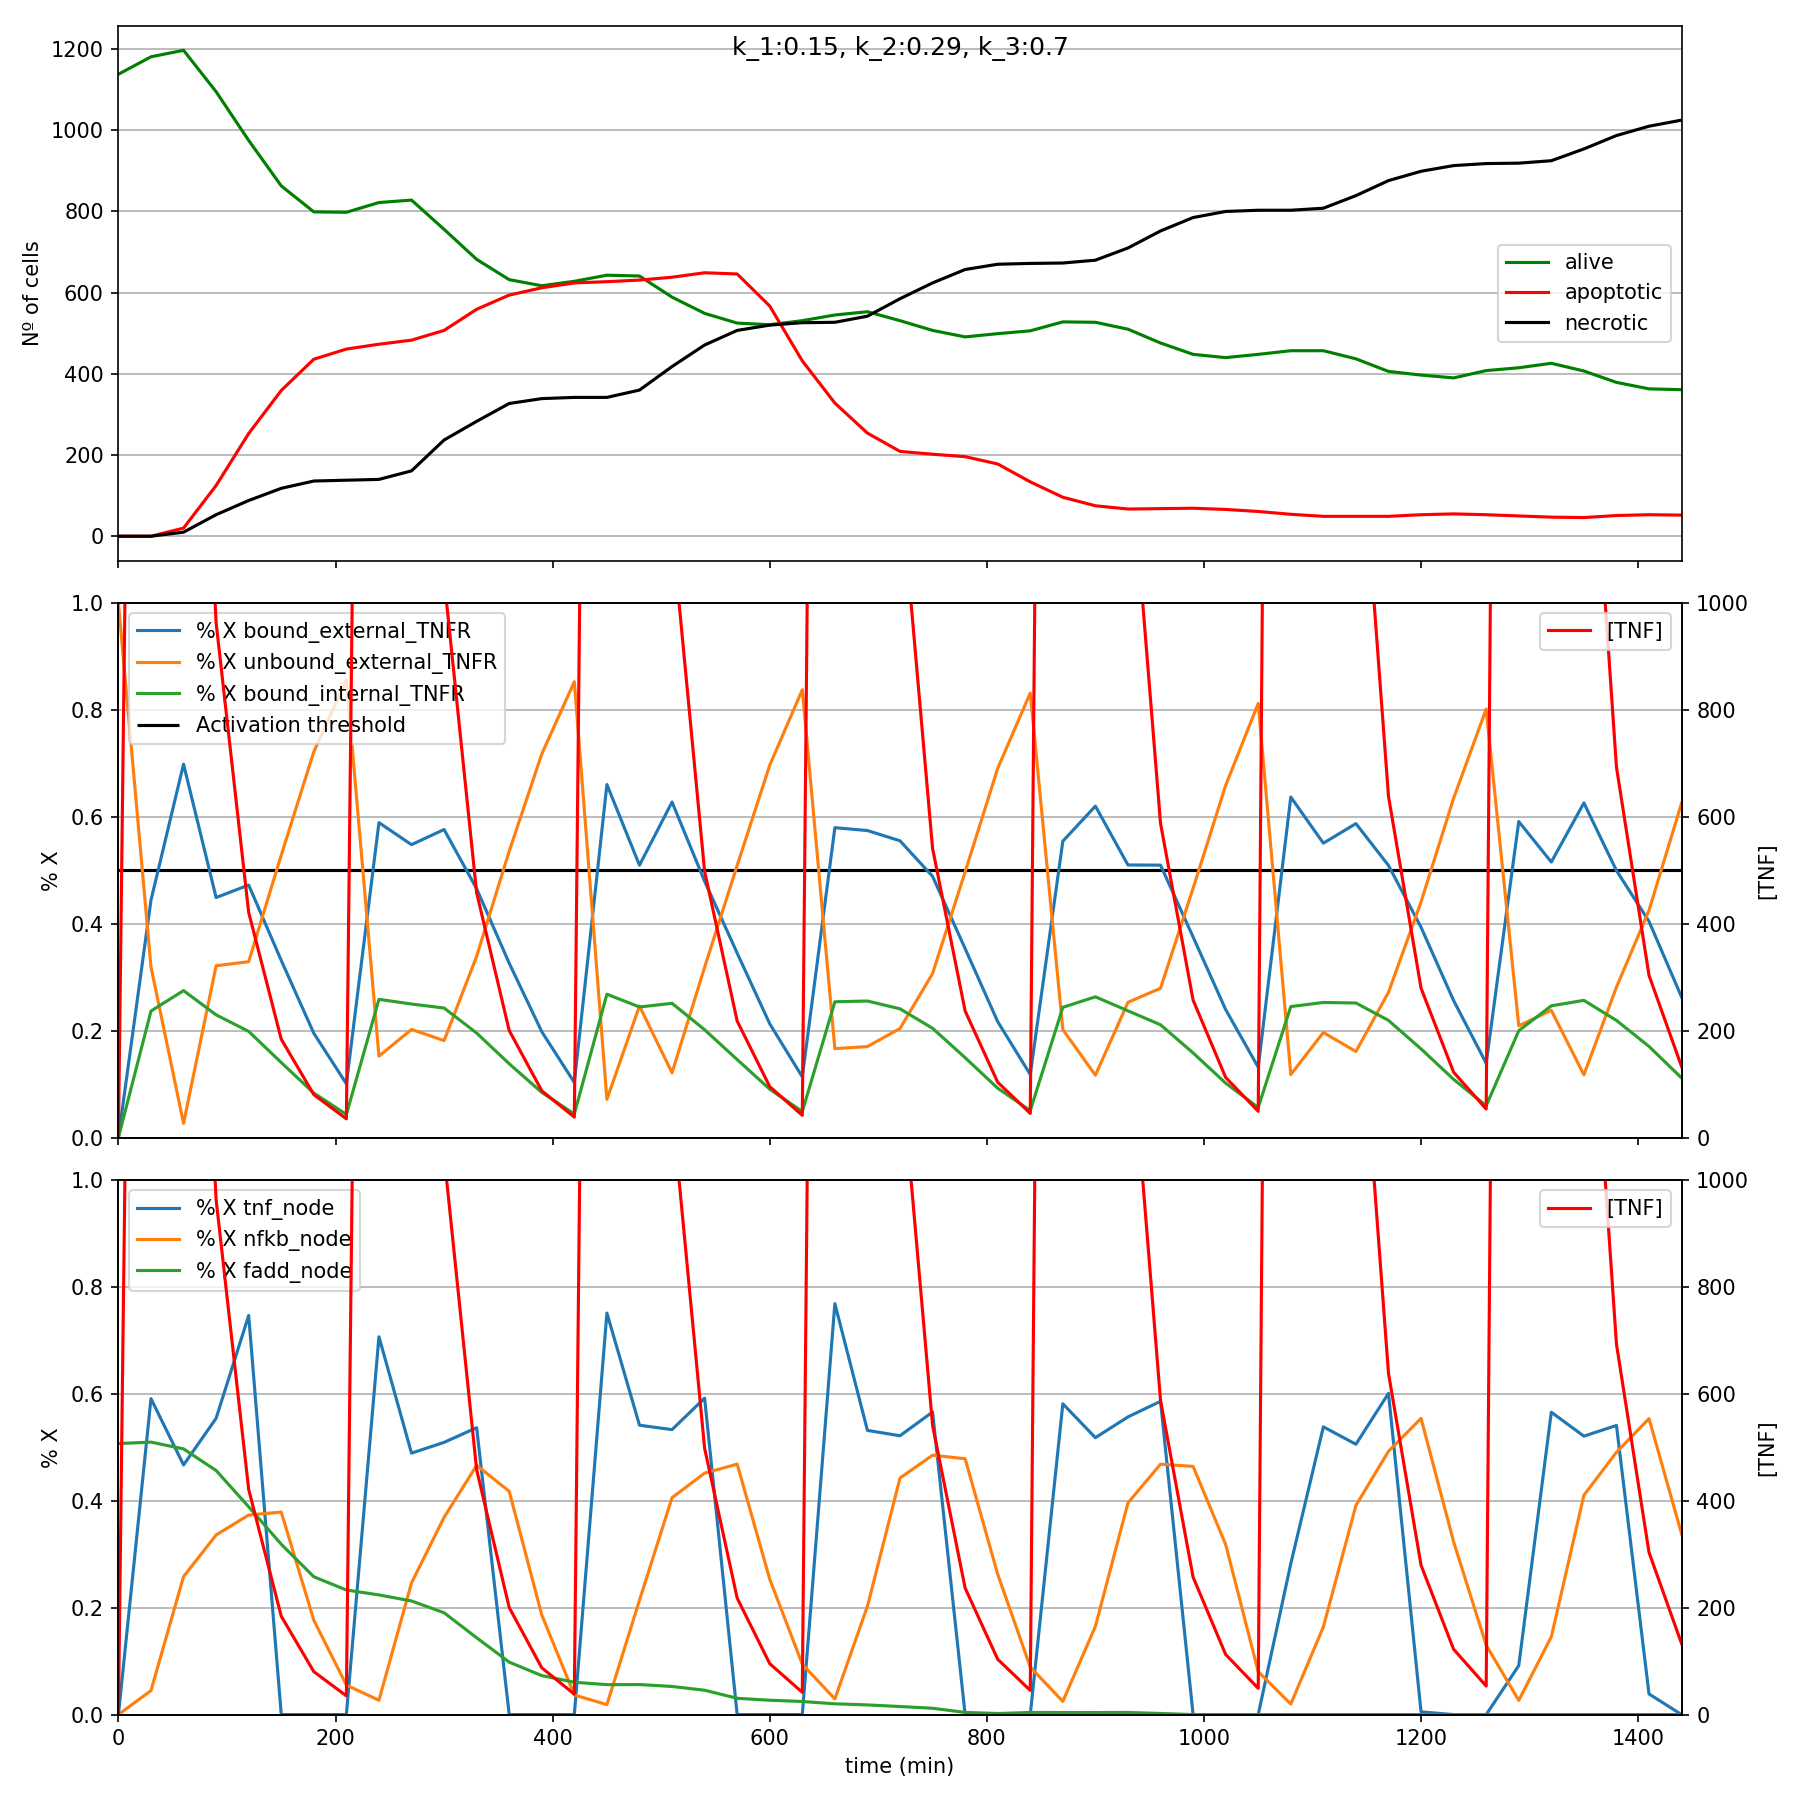 k_1:0.15, k_2:0.29, k_3:0.7
1200
1000
800
600
400
200
0
Nº of cells
alive
apoptotic
necrotic
1.0
0.8
0.6
0.4
0.2
0.0
% X
% X bound_external_TNFR
% X unbound_external_TNFR
% X bound_internal_TNFR
Activation threshold
[TNF]
1000
800
600
400
200
0
[TNF]
1.0
0.8
0.6
0.4
0.2
0.0
% X
% X tnf_node
% X nfkb_node
% X fadd_node
[TNF]
1000
800
600
400
200
0
[TNF]
0 200 400 600 800 1000 1200 1400
time (min)